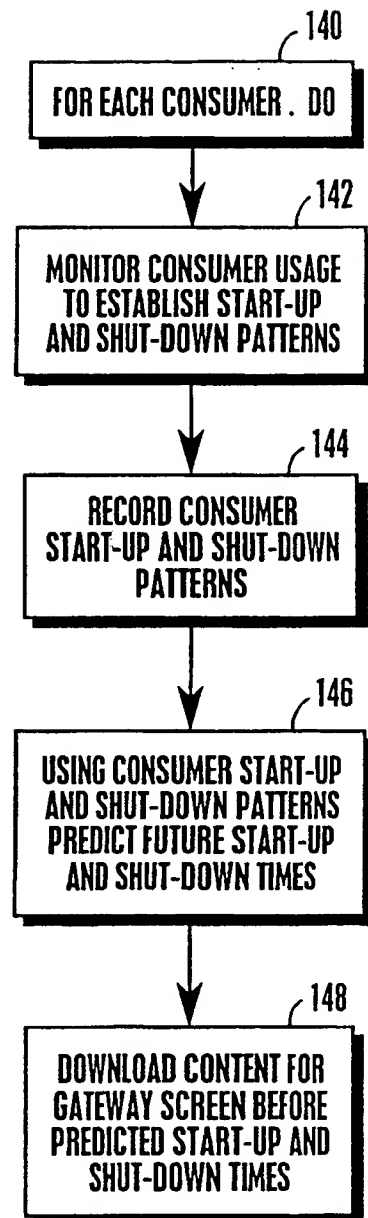 140
FOR EACH CONSUMER . DO
142
MONITOR CONSUMER USAGE
TO ESTABLISH START-UP
AND SHUT-DOWN PATTERNS
144
RECORD CONSUMER
START-UP AND SHUT-DOWN
PATTERNS
146
USING CONSUMER START-UP
AND SHUT-DOWN PATTERNS
PREDICT FUTURE START-UP
AND SHUT-DOWN TIMES
148
DOWNLOAD CONTENT FOR
GATEWAY SCREEN BEFORE
PREDICTED START-UP AND
SHUT-DOWN TIMES